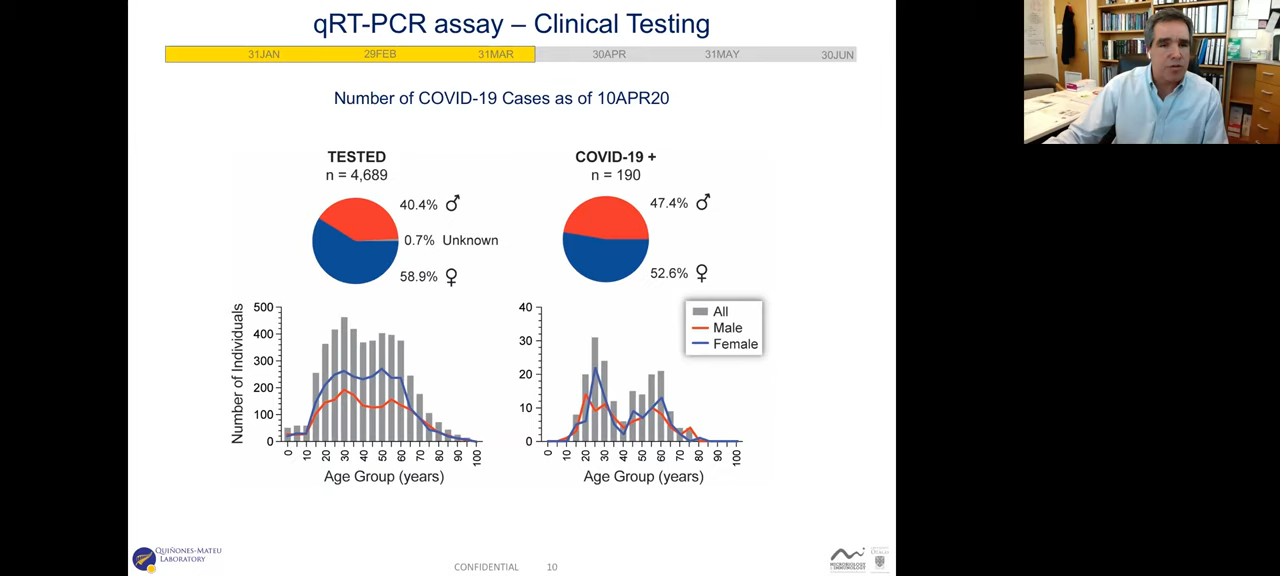 qRT-PCR assay – Clinical Testing
31JAN 29FEB 31MAR 30APR 31MAY 30JUN
Number of COVID-19 Cases as of 10APR20
TESTED
n = 4,689
40.4% ♂
0.7% Unknown
58.9% ♀
COVID-19 +
n = 190
47.4% ♂
52.6% ♀
Number of Individuals
500
400
300
200
100
0
0 10 20 30 40 50 60 70 80 90 100
Age Group (years)
40
30
20
10
0
0 10 20 30 40 50 60 70 80 90 100
Age Group (years)
All
Male
Female
QUIÑONES-MATEU
LABORATORY
CONFIDENTIAL 10
MICROBIOLOGY
& IMMUNOLOGY
OTAGO